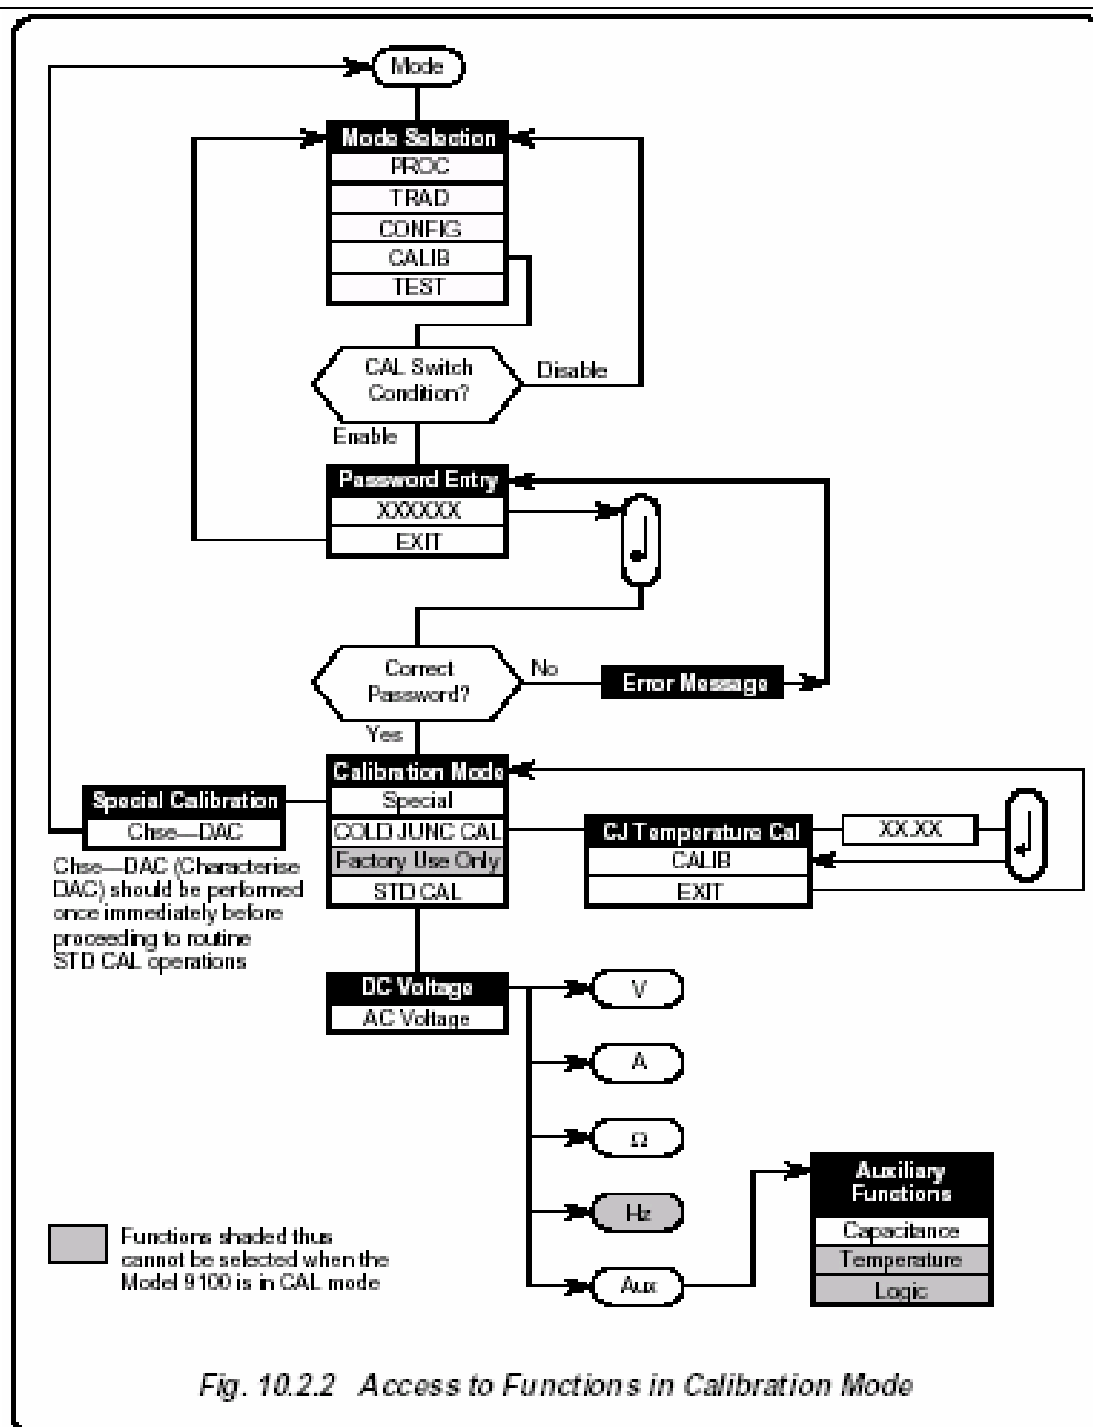 Mode
Mode Selection
PROC
TRAD
CONFIG
CALIB
TEST
CAL Switch
Condition?
Disable
Enable
Password Entry
XXXXXXX
EXIT
Correct
Password?
No
Error Message
Yes
Calibration Mode
Special
COLD JUNC CAL
Factory Use Only
STD CAL
Special Calibration
Chse—DAC
Chse—DAC (Characterise
DAC) should be performed
once immediately before
proceeding to routine
STD CAL operations
CJ Temperature Cal
CALIB
EXIT
XX.XX
DC Voltage
AC Voltage
V
A
Ω
Hz
Aux
Auxiliary
Functions
Capacitance
Temperature
Logic
Functions shaded thus
cannot be selected when the
Model 9100 is in CAL mode
Fig. 10.2.2 Access to Functions in Calibration Mode